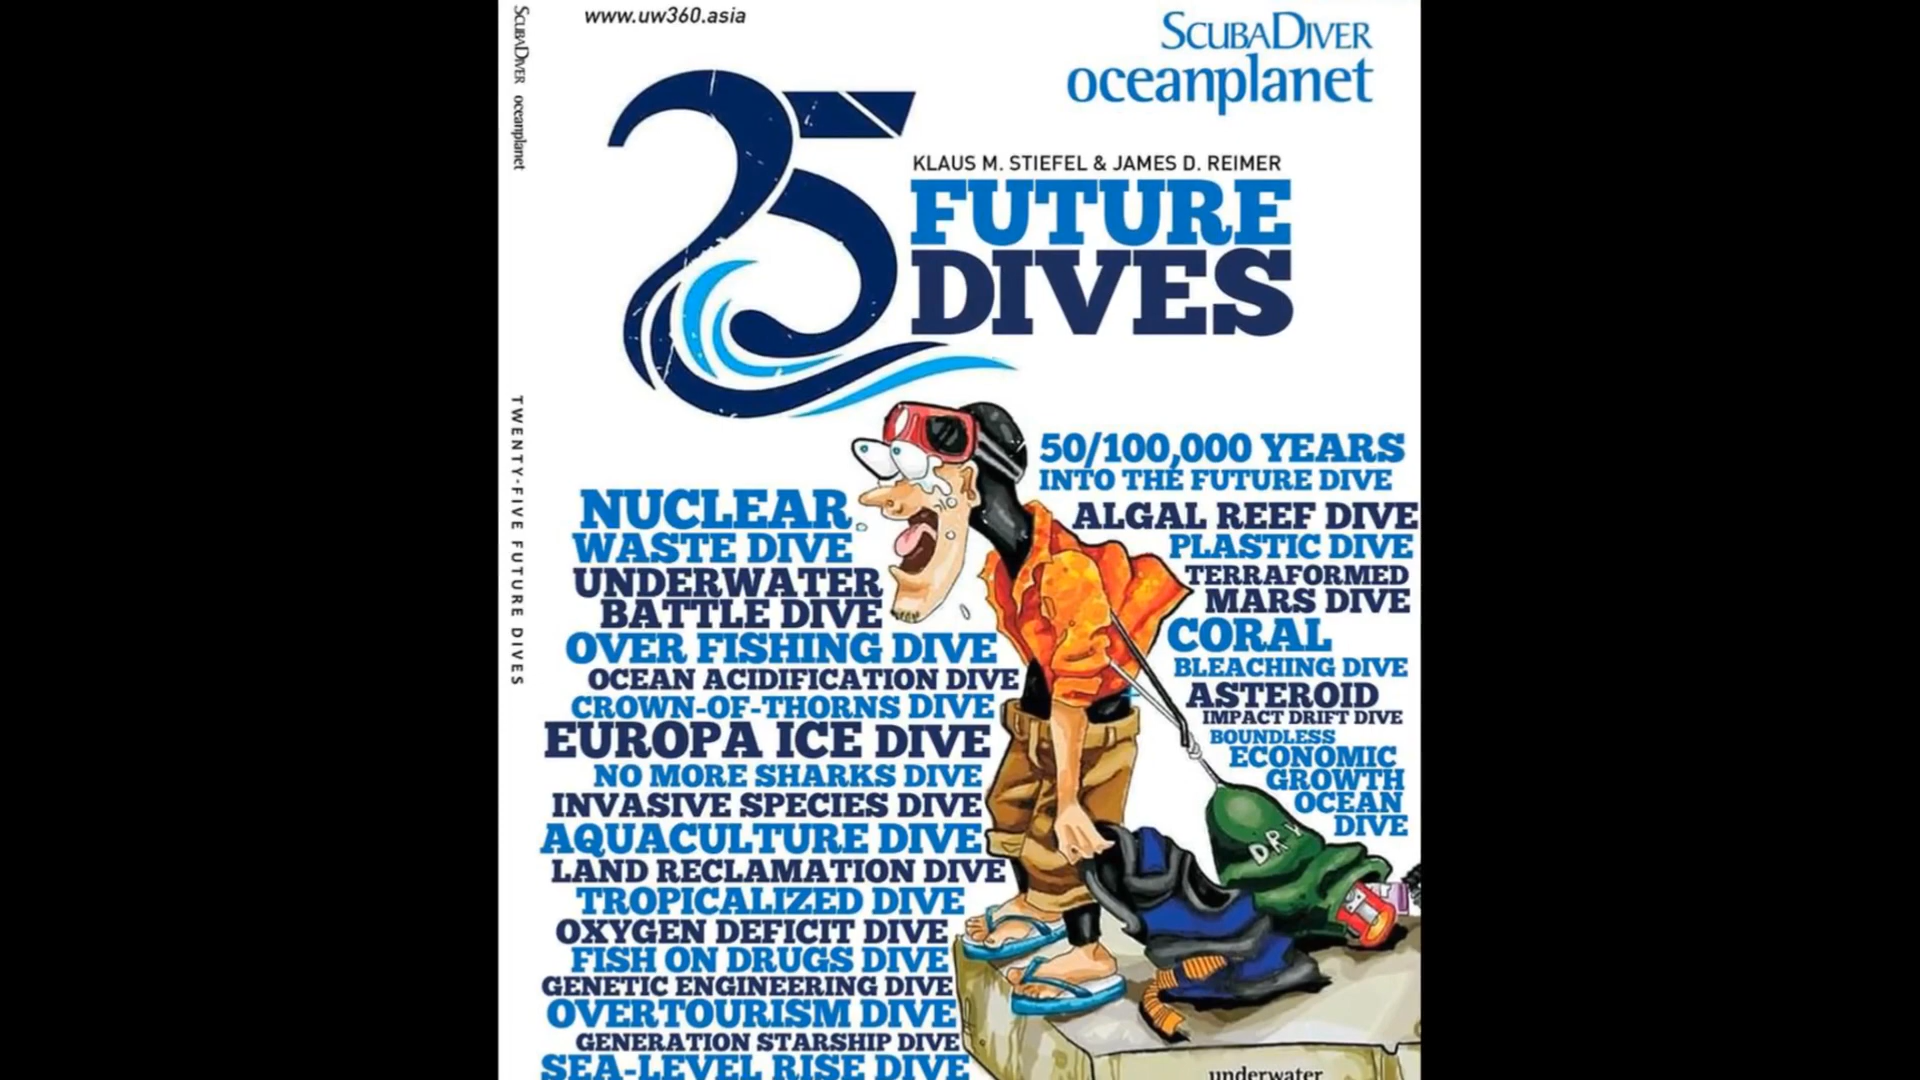 www.uw360.asia
SCUBADIVER
oceanplanet
SCUBADIVER oceanplanet
25
KLAUS M. STIEFEL & JAMES D. REIMER
FUTURE
DIVES
TWENTY-FIVE FUTURE DIVES
50/100,000 YEARS
INTO THE FUTURE DIVE
ALGAL REEF DIVE
PLASTIC DIVE
TERRAFORMED
MARS DIVE
CORAL
BLEACHING DIVE
ASTEROID
IMPACT DRIFT DIVE
BOUNDLESS
ECONOMIC
GROWTH
OCEAN
DIVE
NUCLEAR
WASTE DIVE
UNDERWATER
BATTLE DIVE
OVER FISHING DIVE
OCEAN ACIDIFICATION DIVE
CROWN-OF-THORNS DIVE
EUROPA ICE DIVE
NO MORE SHARKS DIVE
INVASIVE SPECIES DIVE
AQUACULTURE DIVE
LAND RECLAMATION DIVE
TROPICALIZED DIVE
OXYGEN DEFICIT DIVE
FISH ON DRUGS DIVE
GENETIC ENGINEERING DIVE
OVERTOURISM DIVE
GENERATION STARSHIP DIVE
SEA-LEVEL RISE DIVE
DRY
underwater